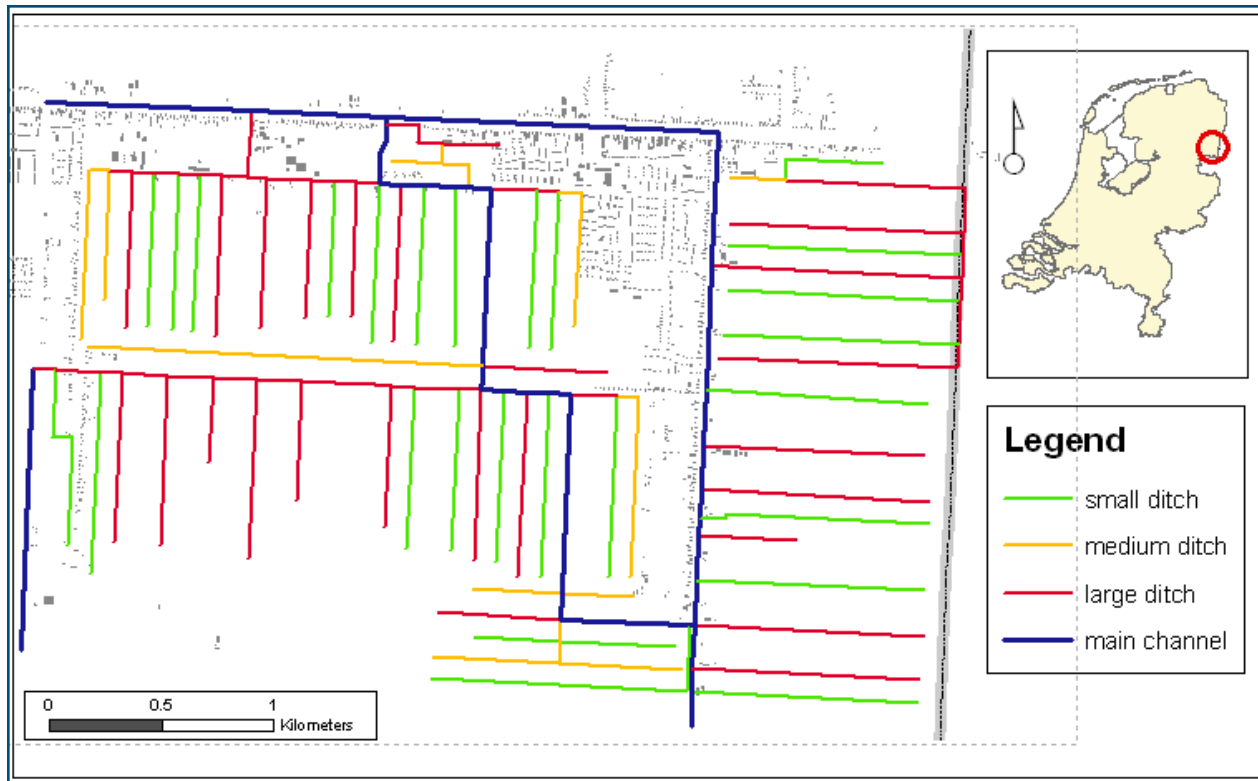 Legend
small ditch
medium ditch
large ditch
main channel
0 0.5 1
Kilometers